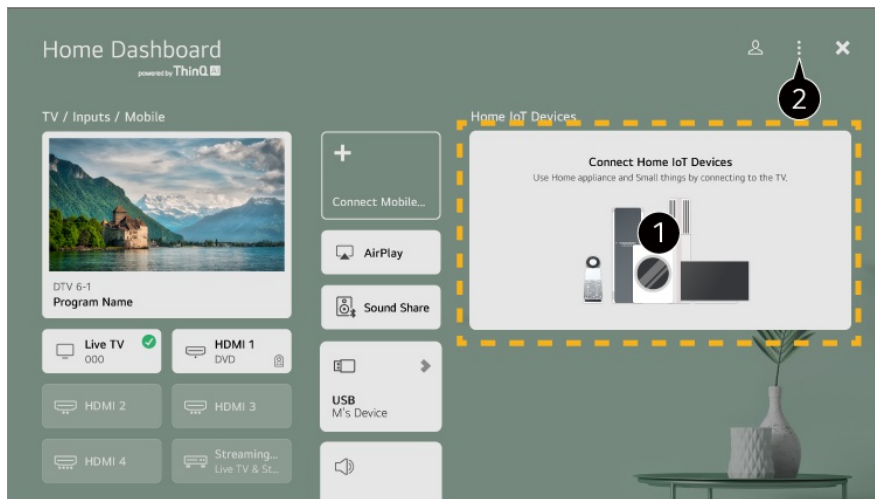 Home Dashboard
powered by ThinQ AI
2
TV / Inputs / Mobile
Home IoT Devices
DTV 6-1
Program Name
Live TV
000
HDMI 1
DVD
HDMI 2
HDMI 3
HDMI 4
Streaming...
Live TV & St...
+
Connect Mobile...
AirPlay
Sound Share
USB
M's Device
Connect Home IoT Devices
Use Home appliance and Small things by connecting to the TV.
1